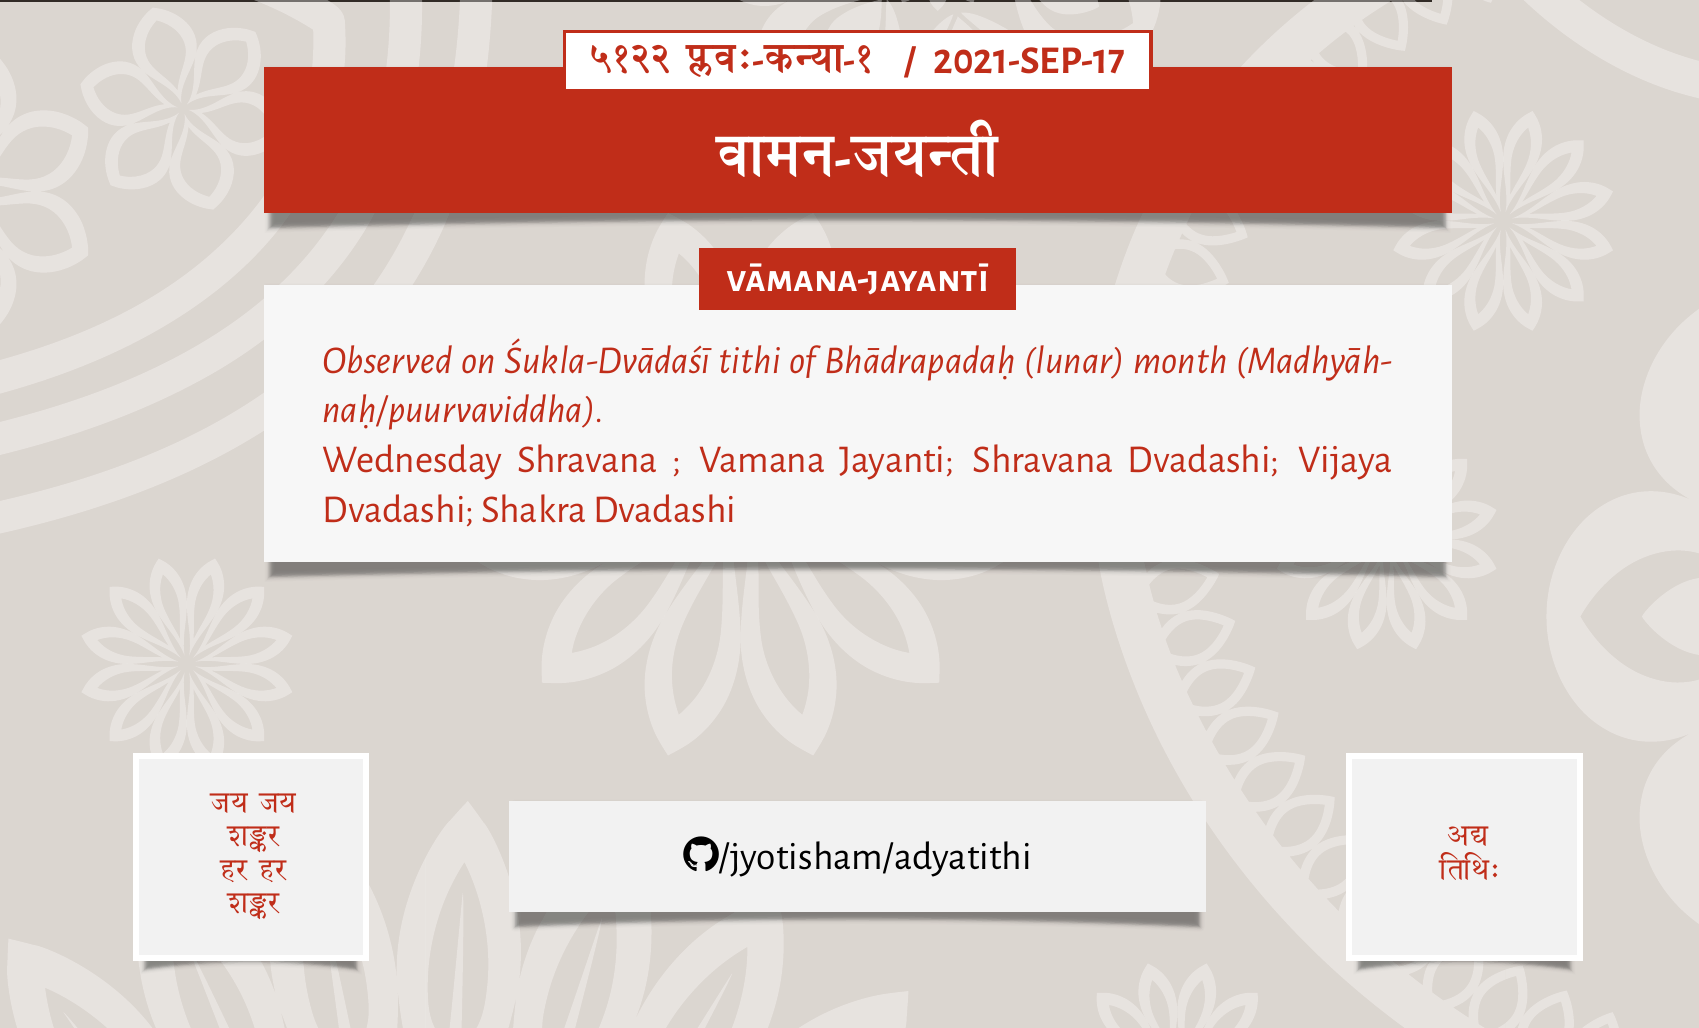 ५१२२ प्लवः-कन्या-१ / 2021-SEP-17
वामन-जयन्ती
VĀMANA-JAYANTĪ
Observed on Śukla-Dvādaśī tithi of Bhādrapadaḥ (lunar) month (Madhyāh-
naḥ/puurvaviddha).
Wednesday Shravana ; Vamana Jayanti; Shravana Dvadashi; Vijaya
Dvadashi; Shakra Dvadashi
जय जय
शङ्कर
हर हर
शङ्कर
/jyotisham/adyatithi
अद्य
तिथिः